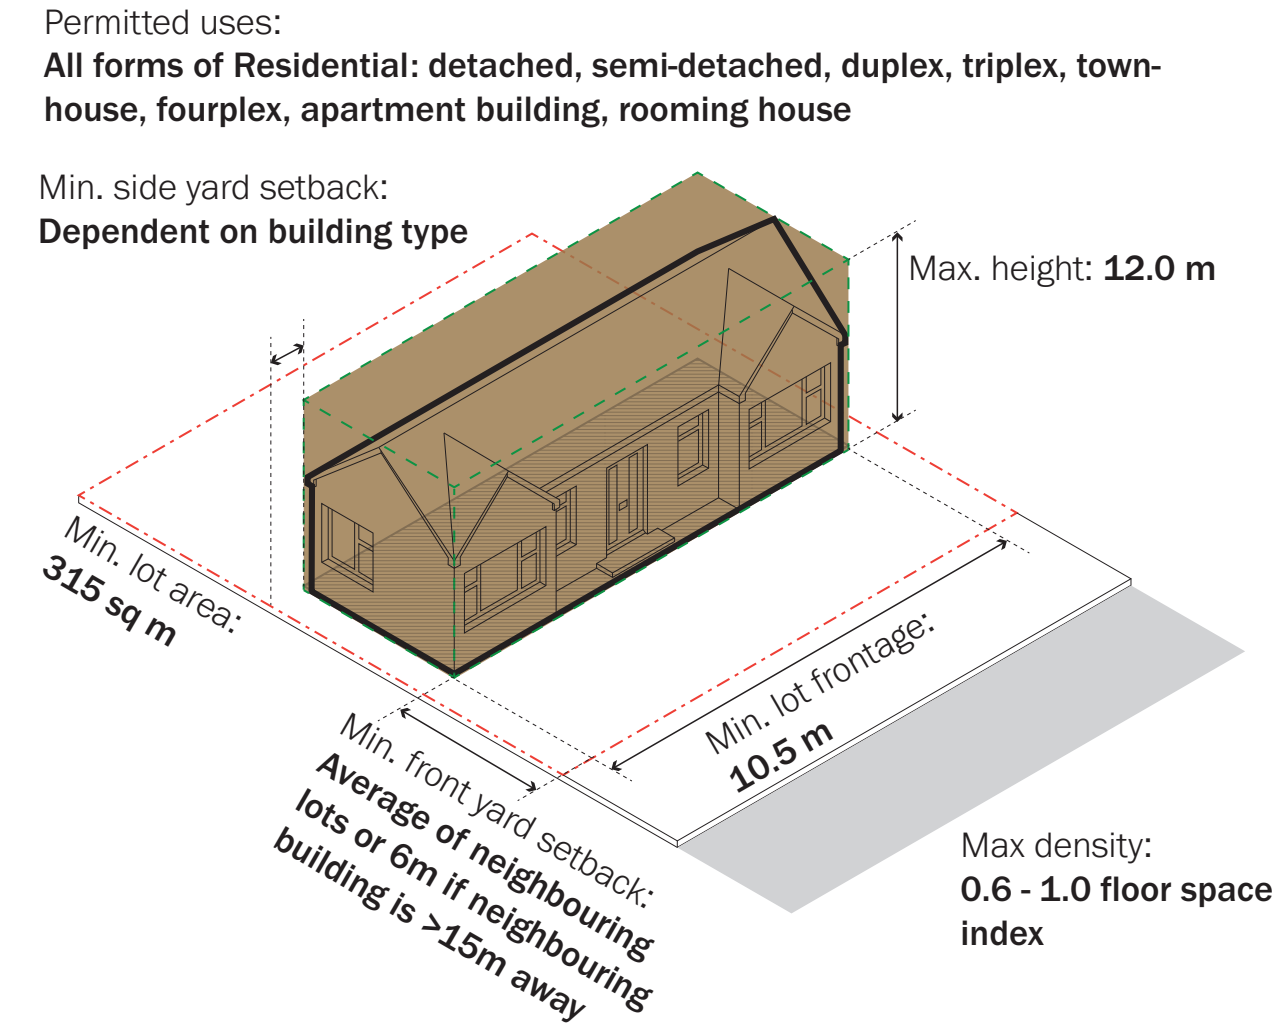 Permitted uses:
All forms of Residential: detached, semi-detached, duplex, triplex, town-
house, fourplex, apartment building, rooming house
Min. side yard setback:
Dependent on building type
Max. height: 12.0 m
Min. lot area:
315 sq m
Min. lot frontage:
10.5 m
Min. front yard setback:
Average of neighbouring
lots or 6m if neighbouring
building is >15m away
Max density:
0.6 - 1.0 floor space
index